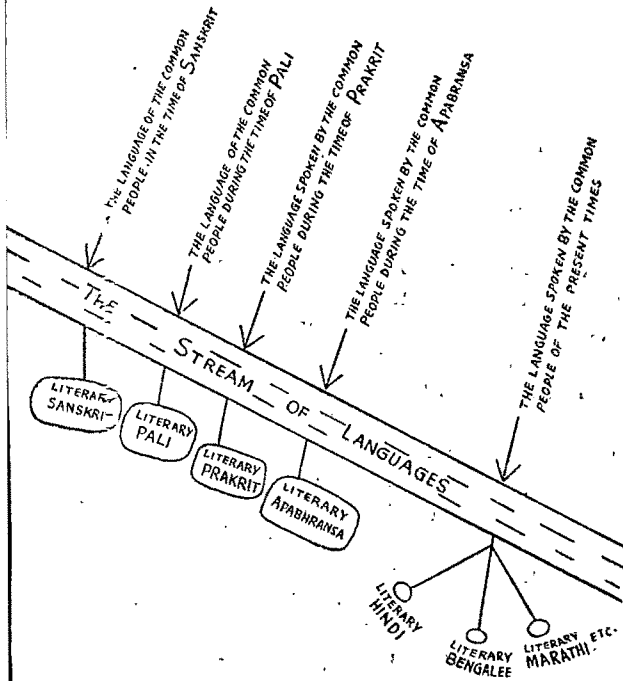 THE LANGUAGE OF THE COMMON
PEOPLE IN THE TIME OF SANSKRIT
THE LANGUAGE OF THE COMMON
PEOPLE DURING THE TIME OF PALI
THE LANGUAGE SPOKEN BY THE COMMON
PEOPLE DURING THE TIME OF PRAKRIT
THE LANGUAGE SPOKEN BY THE COMMON
PEOPLE DURING THE TIME OF APABRANSA
THE LANGUAGE SPOKEN BY THE COMMON
PEOPLE OF THE PRESENT TIMES
THE STREAM OF LANGUAGES
LITERAR
SANSKRI
LITERARY
PALI
LITERARY
PRAKRIT
LITERARY
APABHRANSA
LITERARY
HINDI
LITERARY
BENGALEE
LITERARY ETC.
MARATHI